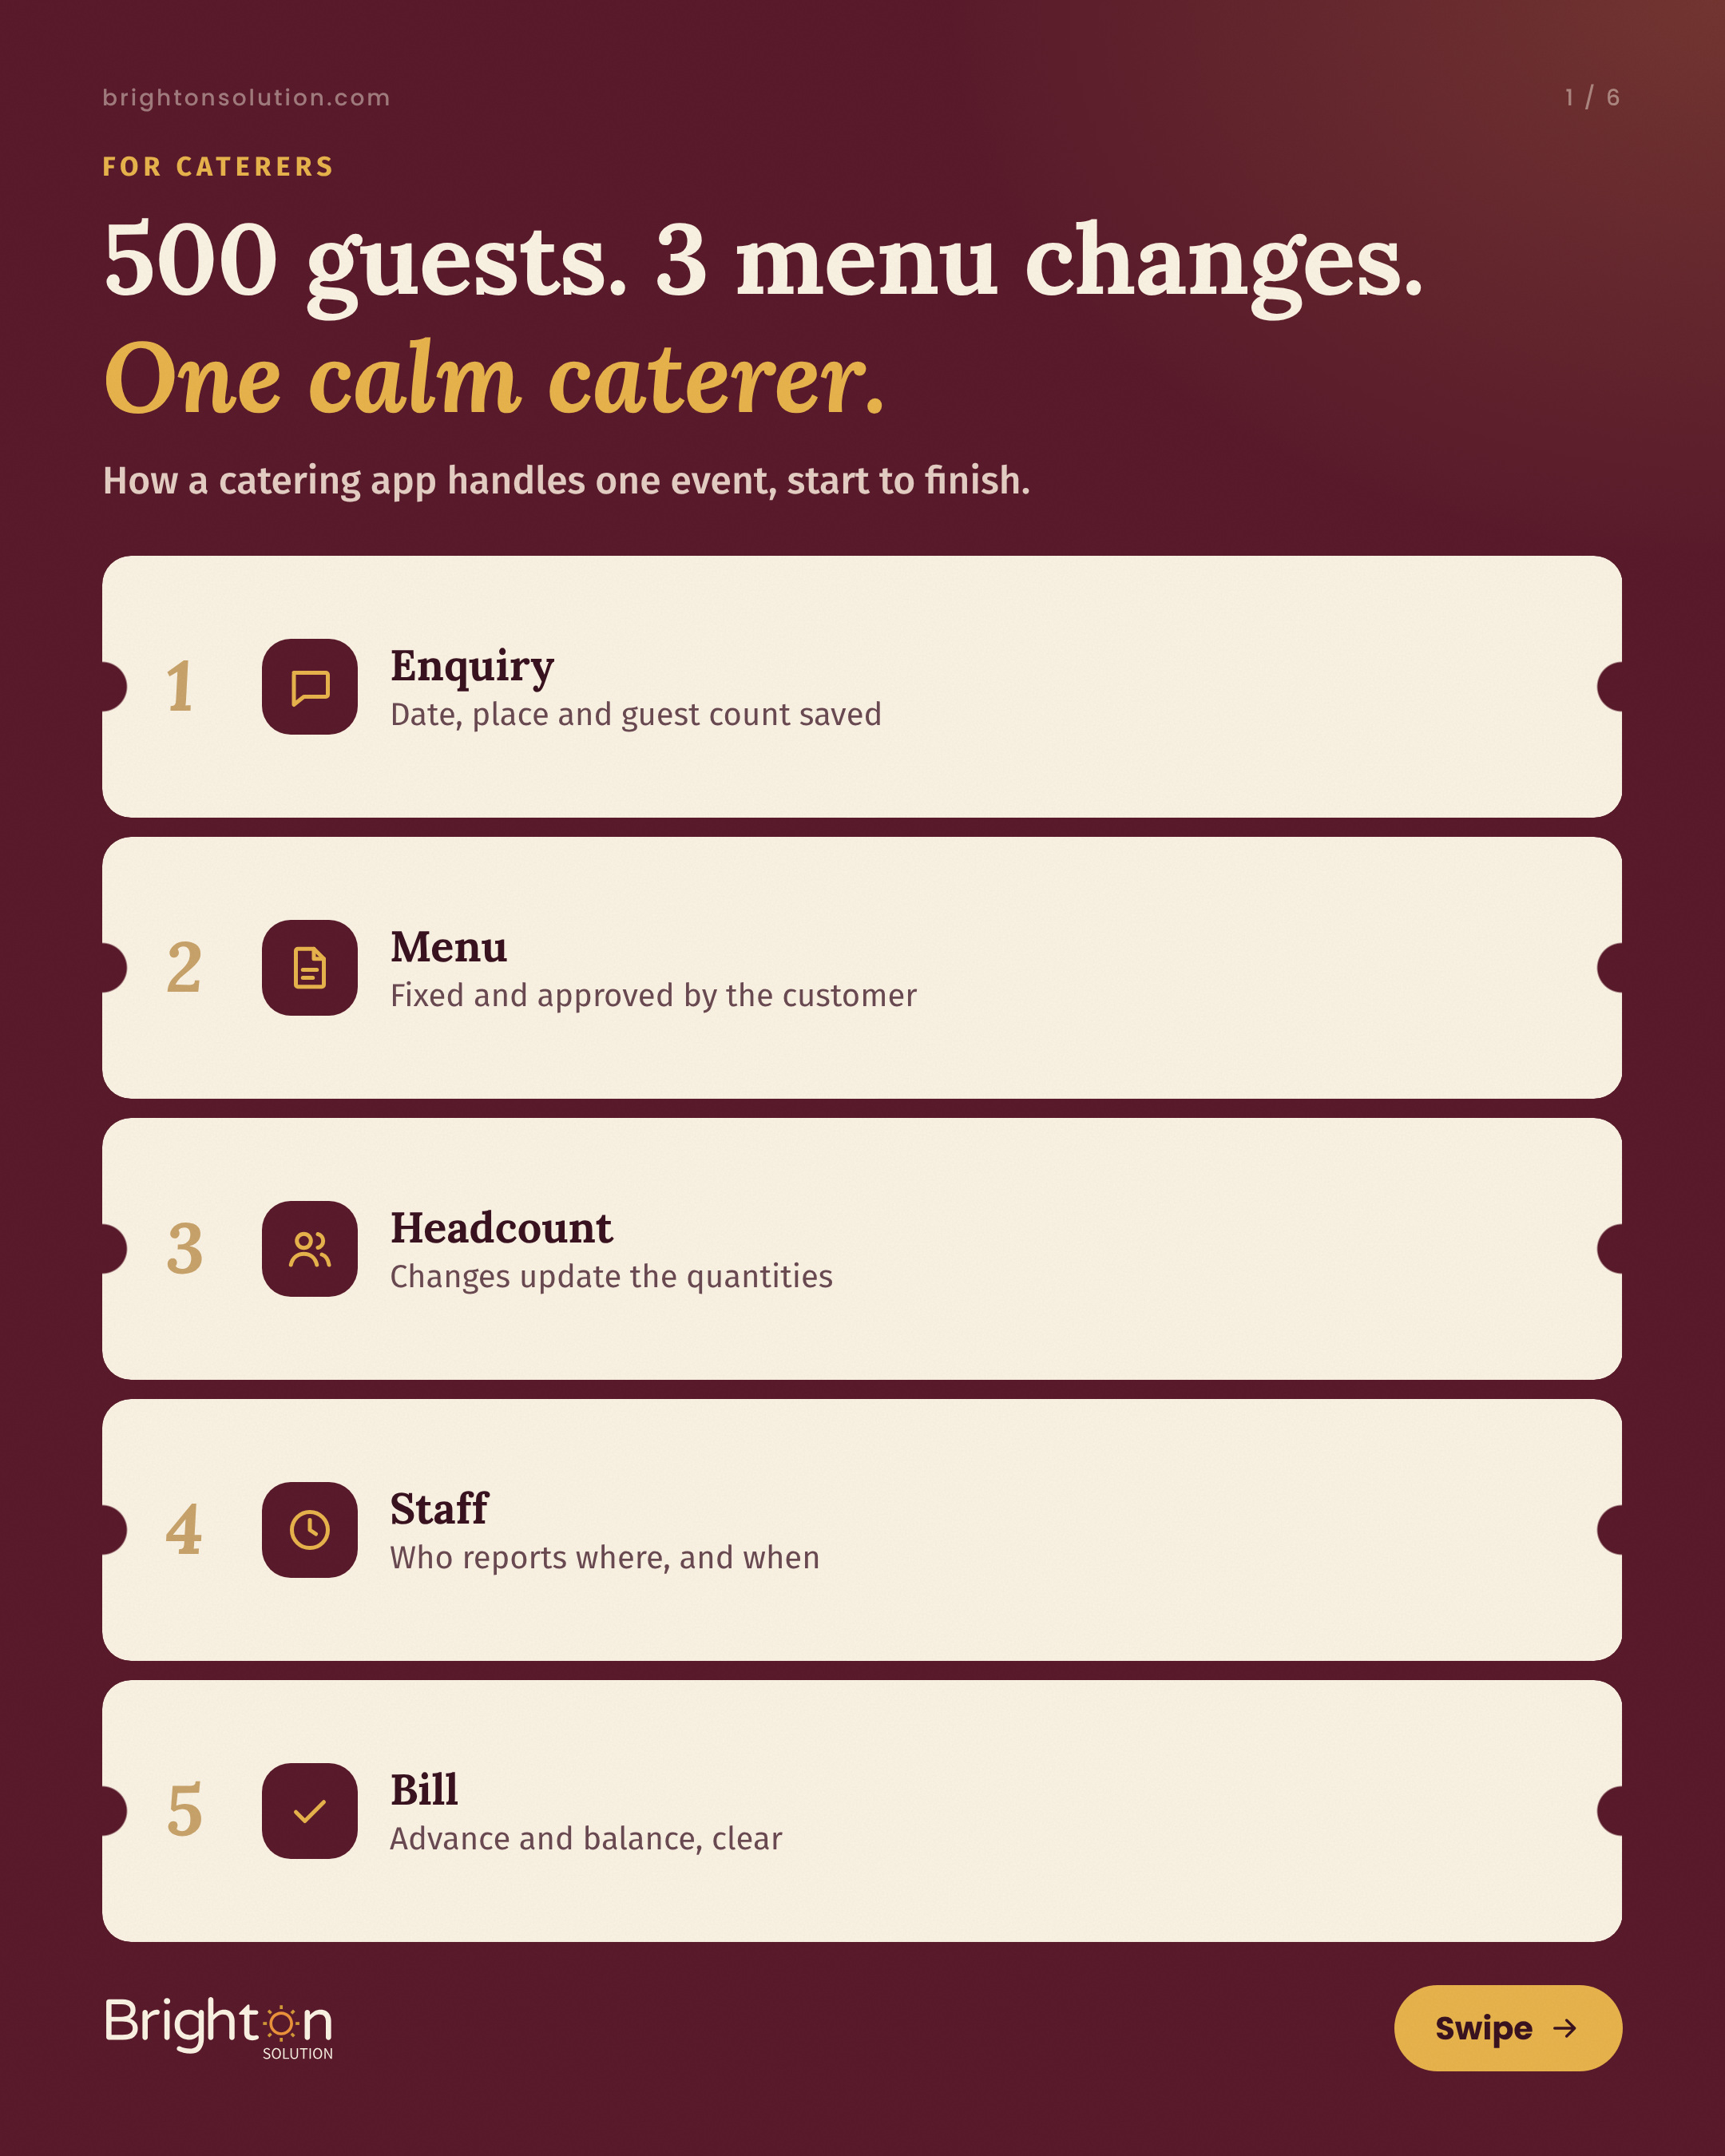 brightonsolution.com
1 / 6
FOR CATERERS
500 guests. 3 menu changes.
One calm caterer.
How a catering app handles one event, start to finish.
1
Enquiry
Date, place and guest count saved
2
Menu
Fixed and approved by the customer
3
Headcount
Changes update the quantities
4
Staff
Who reports where, and when
5
Bill
Advance and balance, clear
Brighton
SOLUTION
Swipe →